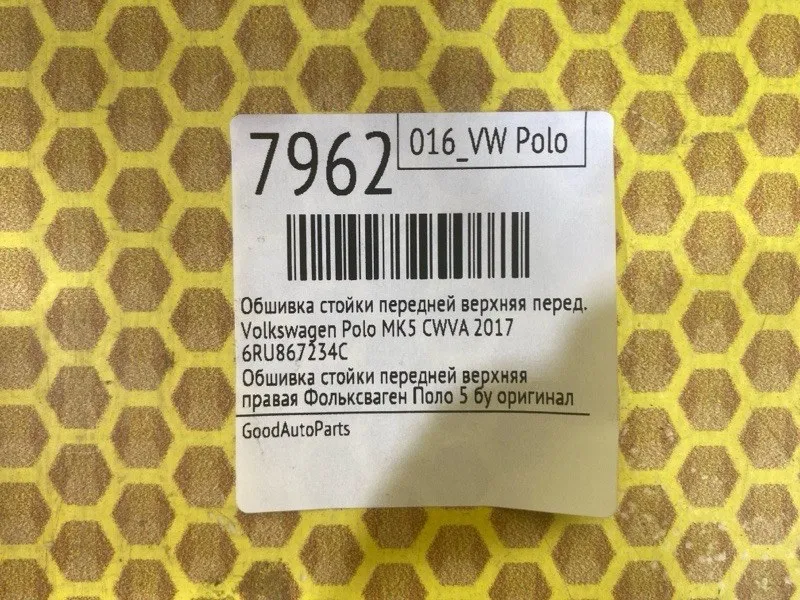 7962
016_VW Polo
Обшивка стойки передней верхняя перед.
Volkswagen Polo MK5 CWVA 2017
6RU867234C
Обшивка стойки передней верхняя
правая Фольксваген Поло 5 бу оригинал
GoodAutoParts